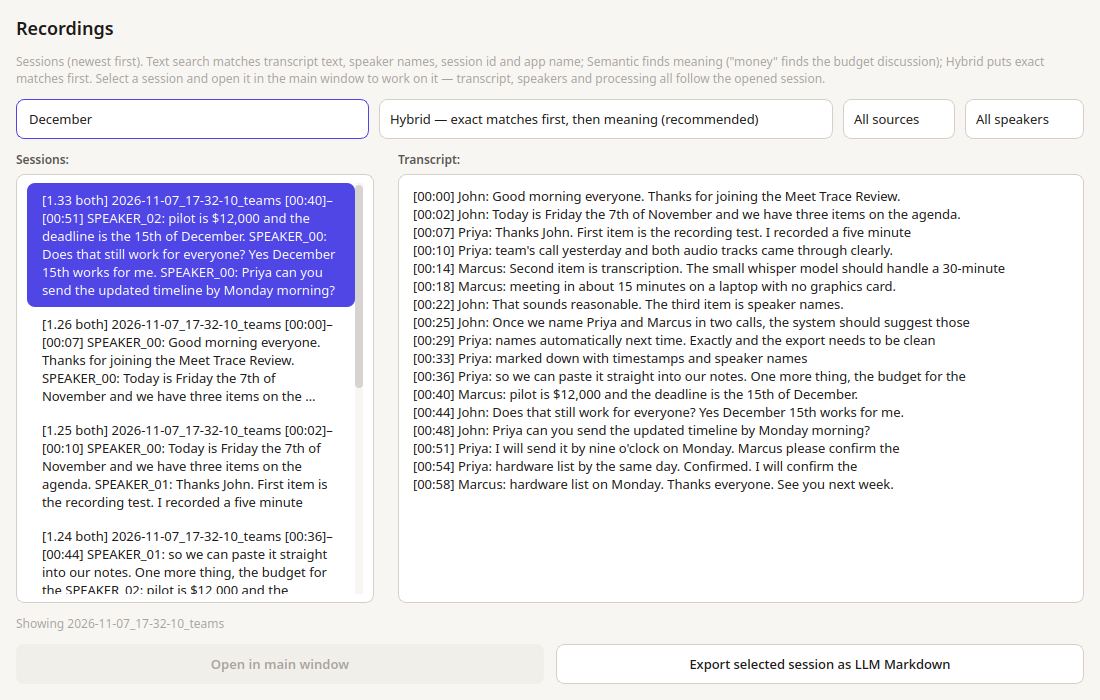 Recordings
Sessions (newest first). Text search matches transcript text, speaker names, session id and app name; Semantic finds meaning ("money" finds the budget discussion); Hybrid puts exact
matches first. Select a session and open it in the main window to work on it — transcript, speakers and processing all follow the opened session.
December
Hybrid — exact matches first, then meaning (recommended)
All sources
All speakers
Sessions:
[1.33 both] 2026-11-07_17-32-10_teams [00:40]–
[00:51] SPEAKER_02: pilot is $12,000 and the
deadline is the 15th of December. SPEAKER_00:
Does that still work for everyone? Yes December
15th works for me. SPEAKER_00: Priya can you
send the updated timeline by Monday morning?
[1.26 both] 2026-11-07_17-32-10_teams [00:00]–
[00:07] SPEAKER_00: Good morning everyone.
Thanks for joining the Meet Trace Review.
SPEAKER_00: Today is Friday the 7th of
November and we have three items on the ...
[1.25 both] 2026-11-07_17-32-10_teams [00:02]–
[00:10] SPEAKER_00: Today is Friday the 7th of
November and we have three items on the
agenda. SPEAKER_01: Thanks John. First item is
the recording test. I recorded a five minute
[1.24 both] 2026-11-07_17-32-10_teams [00:36]–
[00:44] SPEAKER_01: so we can paste it straight
into our notes. One more thing, the budget for
the SPEAKER_02: pilot is $12,000 and the
Transcript:
[00:00] John: Good morning everyone. Thanks for joining the Meet Trace Review.
[00:02] John: Today is Friday the 7th of November and we have three items on the agenda.
[00:07] Priya: Thanks John. First item is the recording test. I recorded a five minute
[00:10] Priya: team's call yesterday and both audio tracks came through clearly.
[00:14] Marcus: Second item is transcription. The small whisper model should handle a 30-minute
[00:18] Marcus: meeting in about 15 minutes on a laptop with no graphics card.
[00:22] John: That sounds reasonable. The third item is speaker names.
[00:25] John: Once we name Priya and Marcus in two calls, the system should suggest those
[00:29] Priya: names automatically next time. Exactly and the export needs to be clean
[00:33] Priya: marked down with timestamps and speaker names
[00:36] Priya: so we can paste it straight into our notes. One more thing, the budget for the
[00:40] Marcus: pilot is $12,000 and the deadline is the 15th of December.
[00:44] John: Does that still work for everyone? Yes December 15th works for me.
[00:48] John: Priya can you send the updated timeline by Monday morning?
[00:51] Priya: I will send it by nine o'clock on Monday. Marcus please confirm the
[00:54] Priya: hardware list by the same day. Confirmed. I will confirm the
[00:58] Marcus: hardware list on Monday. Thanks everyone. See you next week.
Showing 2026-11-07_17-32-10_teams
Open in main window
Export selected session as LLM Markdown